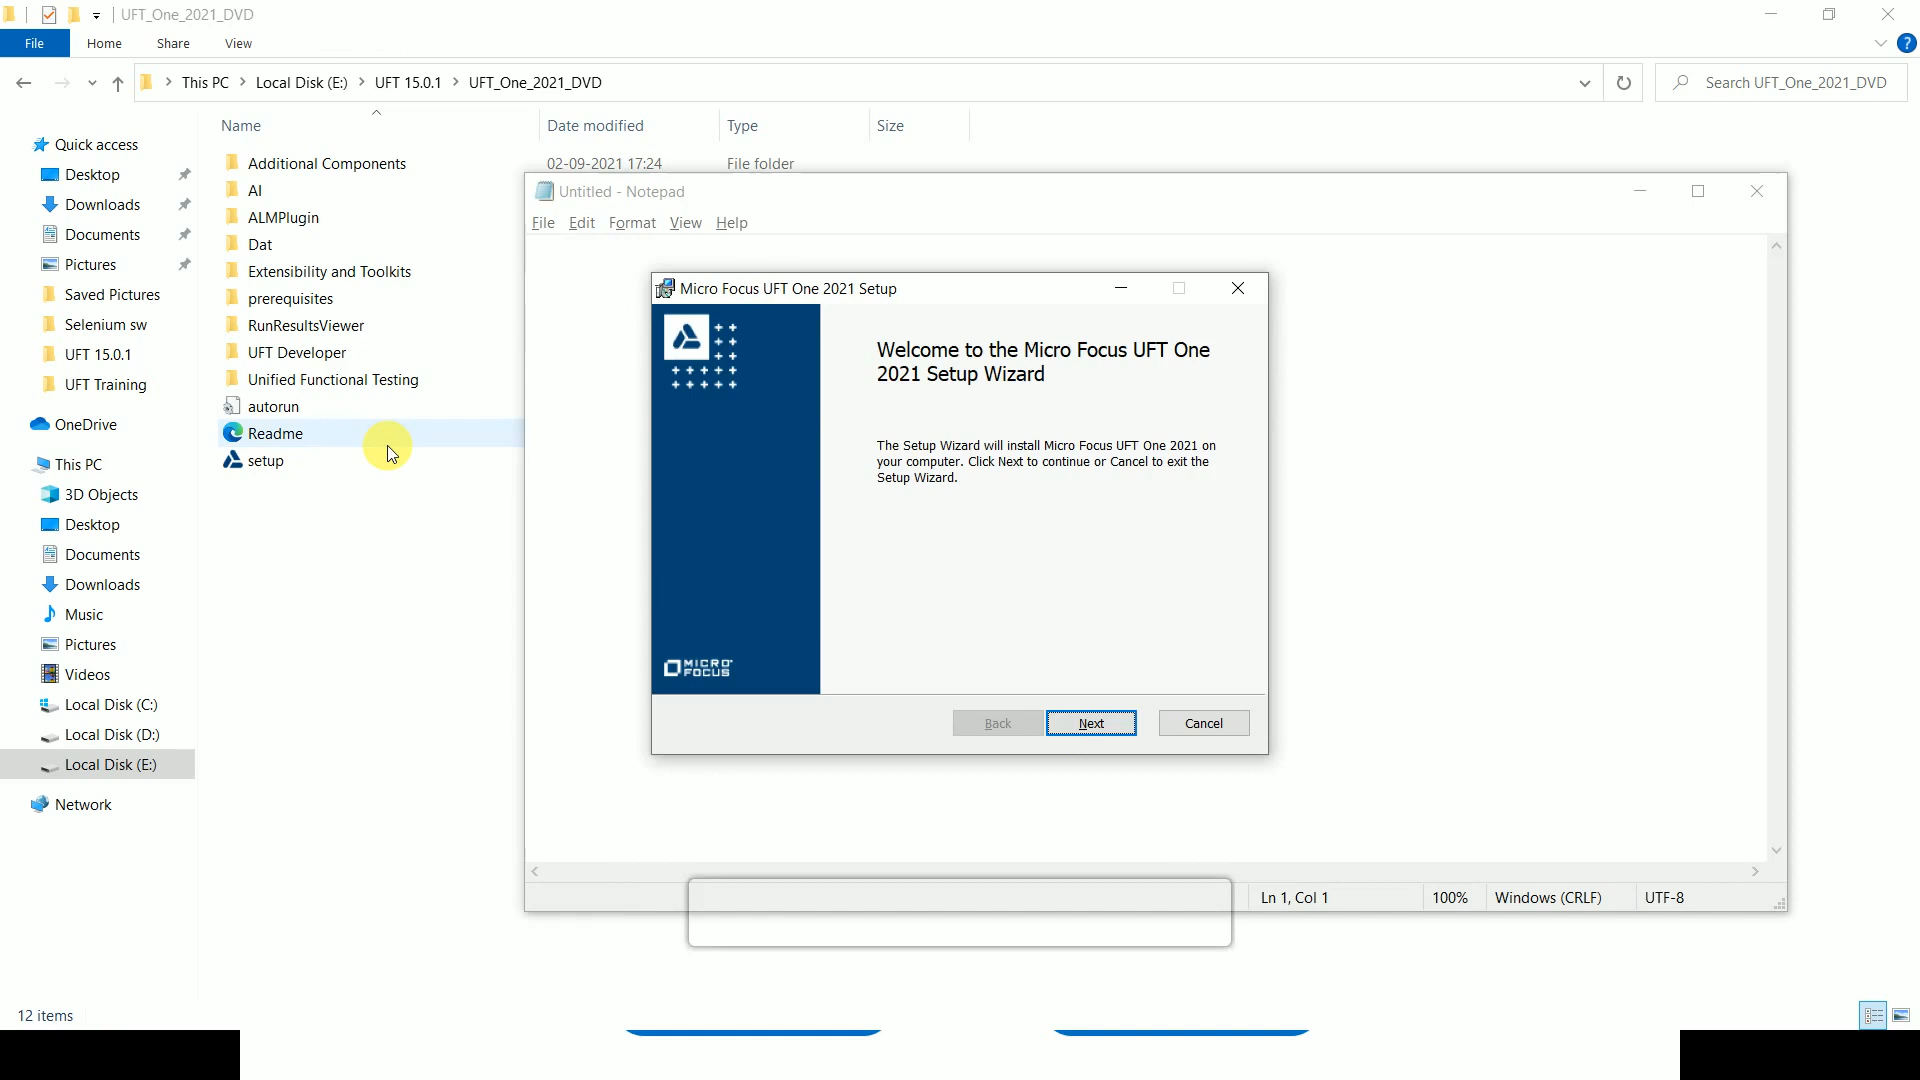 UFT_One_2021_DVD
File Home Share View
?
This PC Local Disk (E:) UFT 15.0.1 UFT_One_2021_DVD
Search UFT_One_2021_DVD
Name Date modified Type Size
Quick access
Desktop
Downloads
Documents
Pictures
Saved Pictures
Selenium sw
UFT 15.0.1
UFT Training
OneDrive
This PC
3D Objects
Desktop
Documents
Downloads
Music
Pictures
Videos
Local Disk (C:)
Local Disk (D:)
Local Disk (E:)
Network
Additional Components 02-09-2021 17:24 File folder
AI
ALMPlugin
Dat
Extensibility and Toolkits
prerequisites
RunResultsViewer
UFT Developer
Unified Functional Testing
autorun
Readme
setup
Untitled - Notepad
File Edit Format View Help
Micro Focus UFT One 2021 Setup
Welcome to the Micro Focus UFT One
2021 Setup Wizard
The Setup Wizard will install Micro Focus UFT One 2021 on
your computer. Click Next to continue or Cancel to exit the
Setup Wizard.
MICRO
FOCUS
Back Next Cancel
Ln 1, Col 1 100% Windows (CRLF) UTF-8
12 items